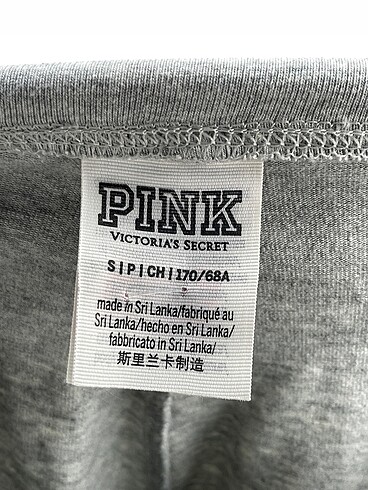 PINK
VICTORIA'S SECRET
S | P | CH | 170/68A
made in Sri Lanka/fabriqué au
Sri Lanka/hecho en Sri Lanka/
fabbricato in Sri Lanka/
斯里兰卡制造